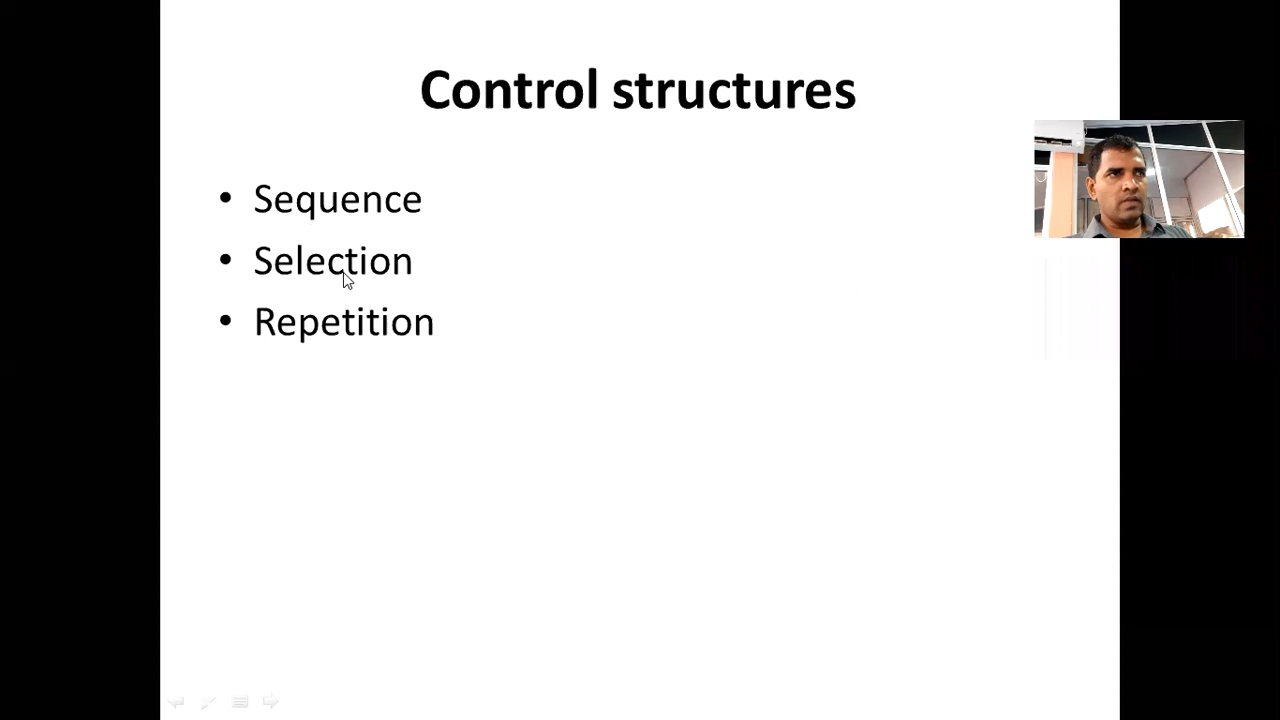 Control structures
• Sequence
• Selection
• Repetition